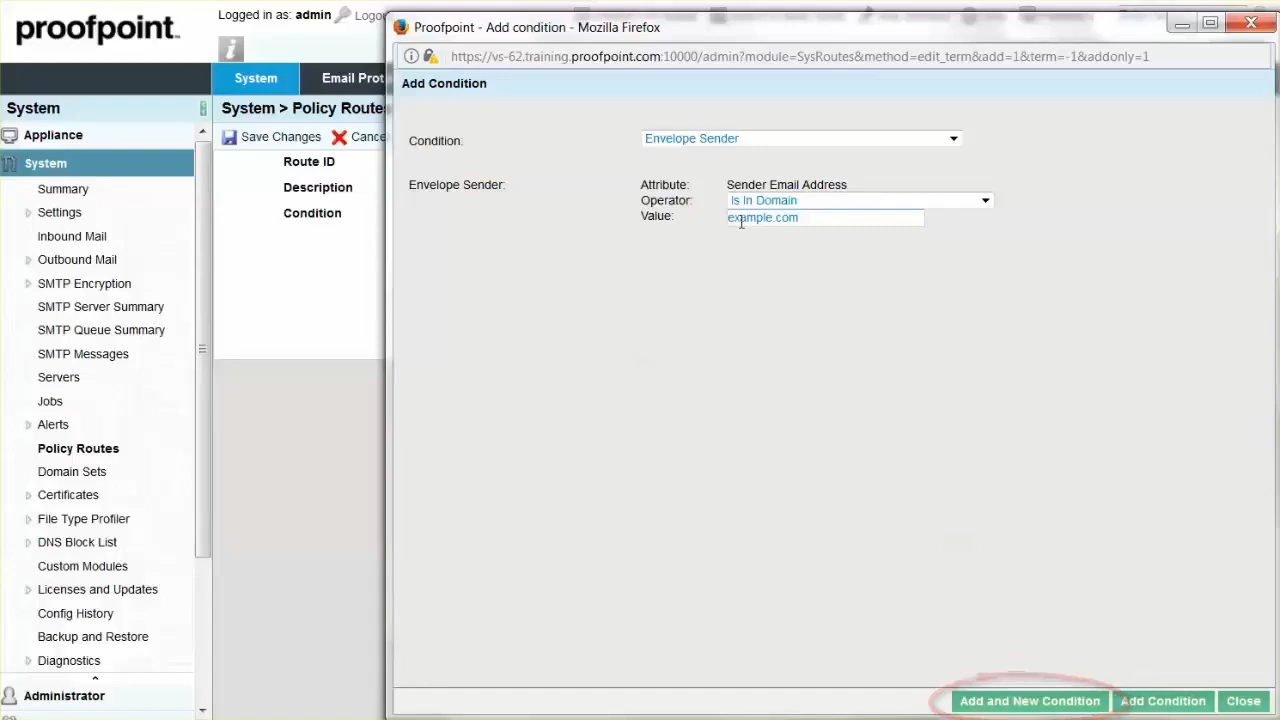 proofpoint
Logged in as: admin Logo
System
Email Prot
System
Appliance
System
Summary
Settings
Inbound Mail
Outbound Mail
SMTP Encryption
SMTP Server Summary
SMTP Queue Summary
SMTP Messages
Servers
Jobs
Alerts
Policy Routes
Domain Sets
Certificates
File Type Profiler
DNS Block List
Custom Modules
Licenses and Updates
Config History
Backup and Restore
Diagnostics
Administrator
System > Policy Routes
Save Changes Cance
Route ID
Description
Condition
Proofpoint - Add condition - Mozilla Firefox
https://vs-62.training.proofpoint.com:10000/admin?module=SysRoutes&method=edit_term&add=1&term=-1&addonly=1
Add Condition
Condition: Envelope Sender
Envelope Sender: Attribute: Sender Email Address
Operator: Is In Domain
Value: example.com
Add and New Condition Add Condition Close